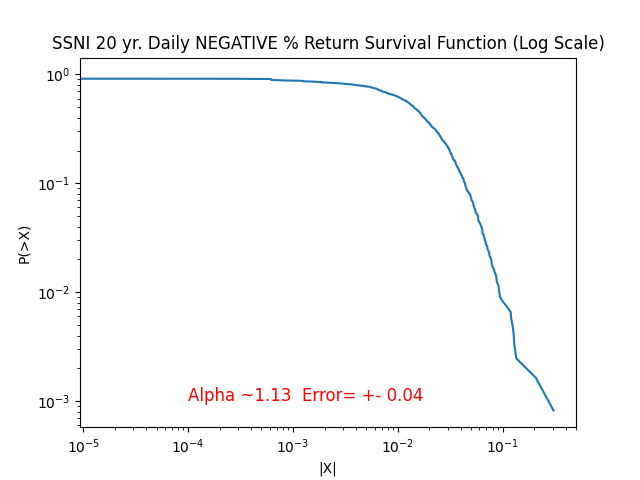 SSNI 20 yr. Daily NEGATIVE % Return Survival Function (Log Scale)
10⁰
10⁻¹
10⁻²
10⁻³
P(>X)
Alpha ~1.13  Error= +- 0.04
10⁻⁵ 10⁻⁴ 10⁻³ 10⁻² 10⁻¹
|X|